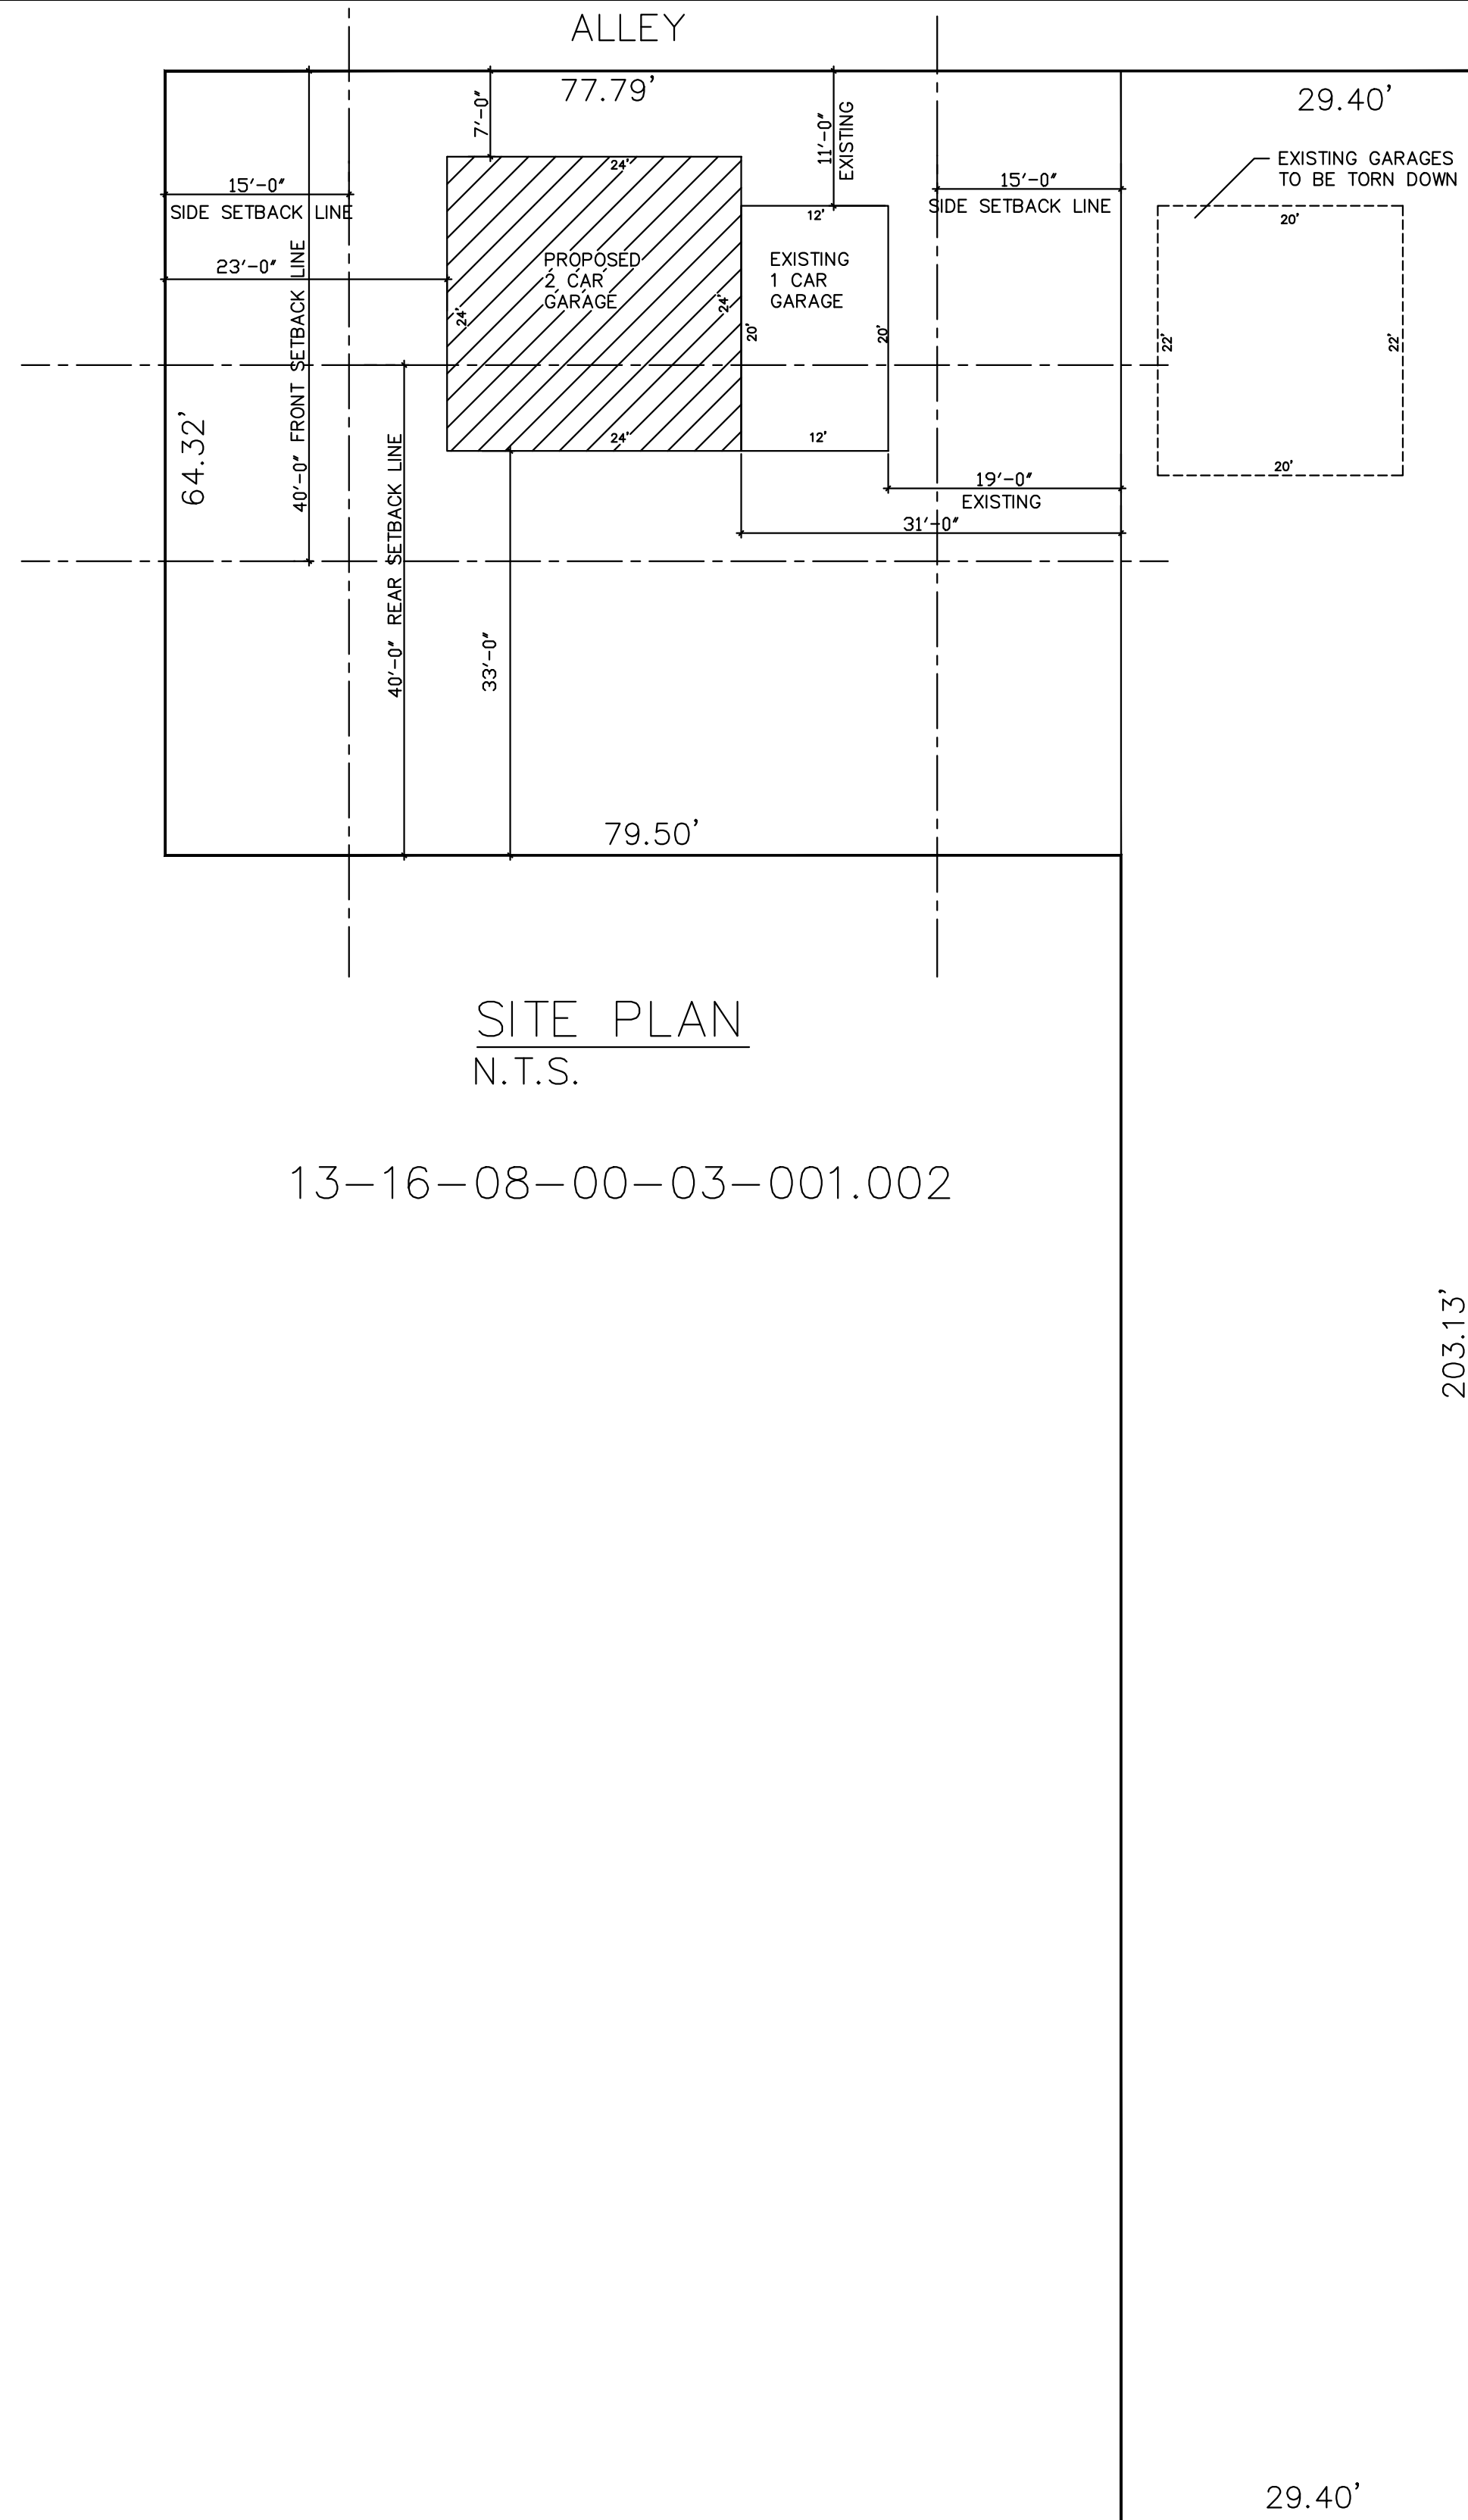 ALLEY
77.79'
29.40'
7'-0"
11'-0"
EXISTING
EXISTING GARAGES
TO BE TORN DOWN
24'
15'-0"
SIDE SETBACK LINE
15'-0"
SIDE SETBACK LINE
12'
20'
23'-0"
PROPOSED
2 CAR
GARAGE
EXISTING
1 CAR
GARAGE
24'
24'
20'
20'
22'
22'
40'-0" FRONT SETBACK LINE
64.32'
24'
12'
20'
19'-0"
EXISTING
31'-0"
40'-0" REAR SETBACK LINE
33'-0"
79.50'
SITE PLAN
N.T.S.
13-16-08-00-03-001.002
203.13'
29.40'